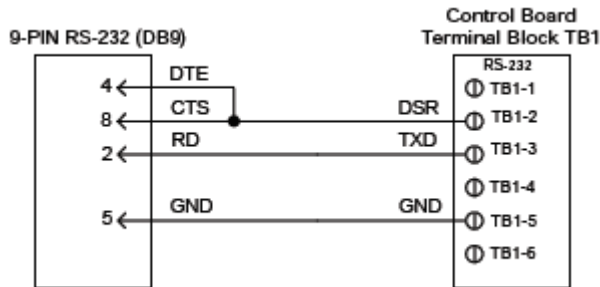 Control Board
9-PIN RS-232 (DB9) Terminal Block TB1
RS-232
4 DTE TB1-1
8 CTS DSR TB1-2
2 RD TXD TB1-3
TB1-4
5 GND GND TB1-5
TB1-6